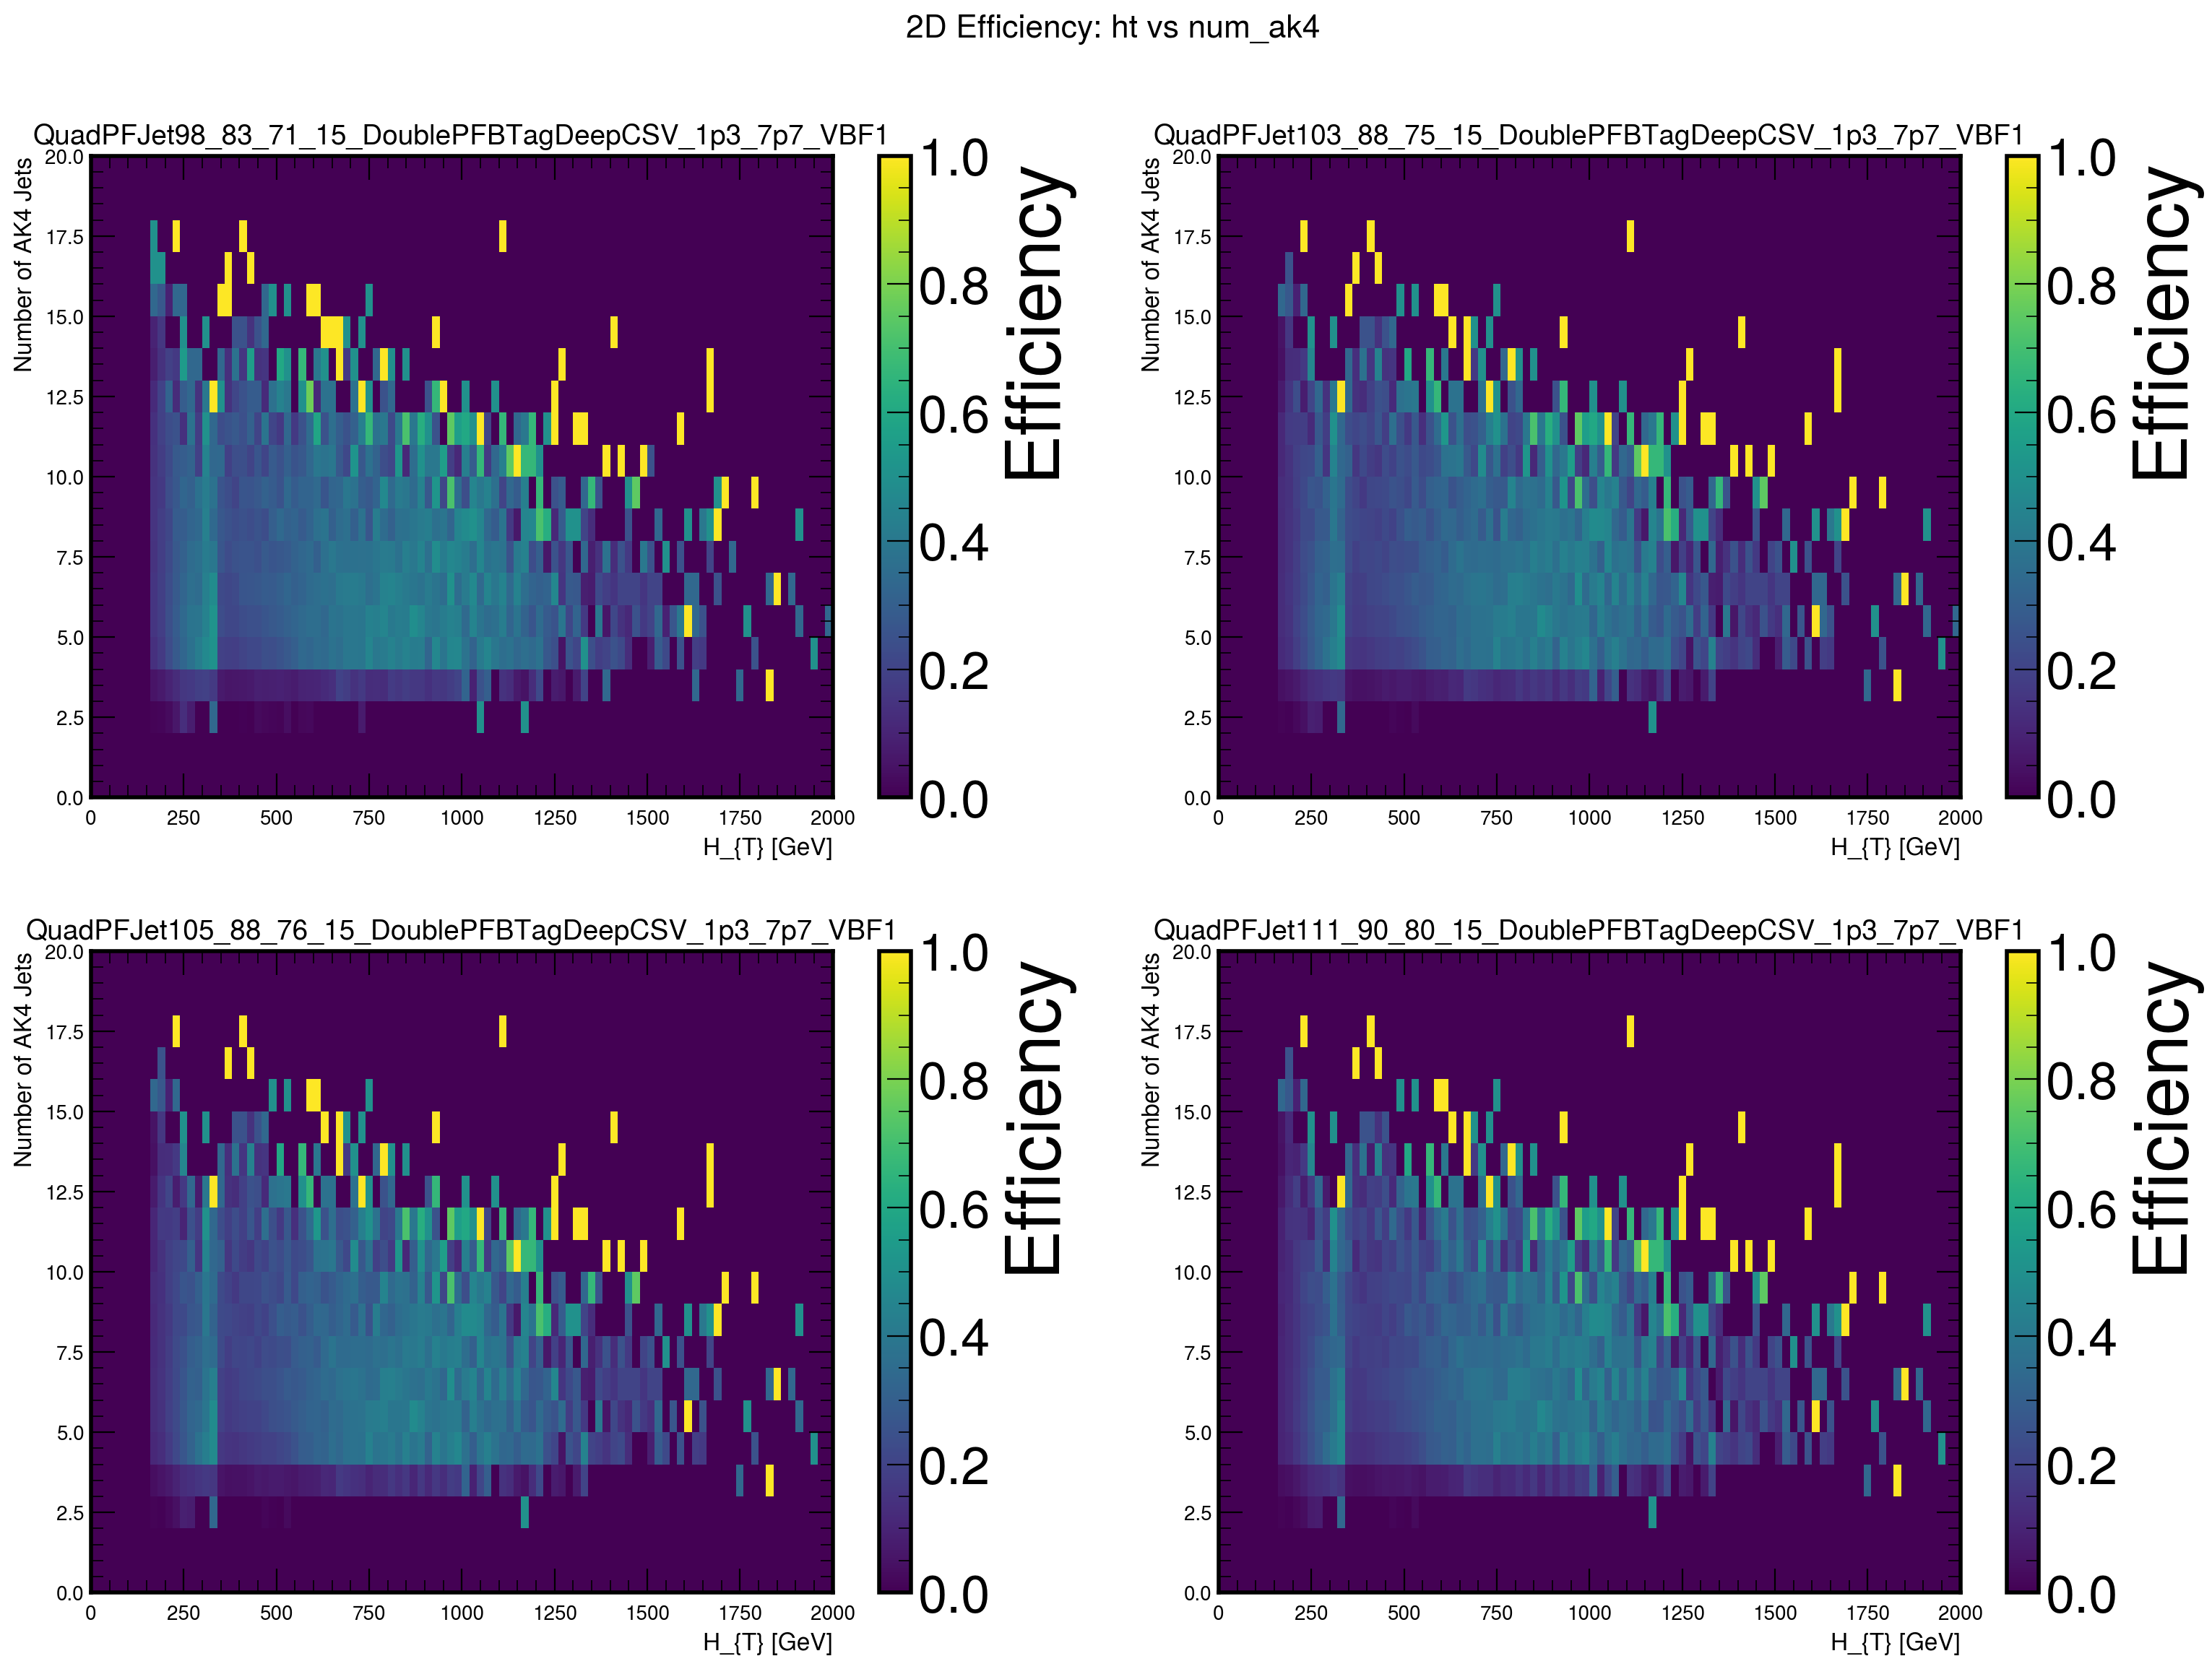 2D Efficiency: ht vs num_ak4
QuadPFJet98_83_71_15_DoublePFBTagDeepCSV_1p3_7p7_VBF1
Number of AK4 Jets
20.0
17.5
15.0
12.5
10.0
7.5
5.0
2.5
0.0
0 250 500 750 1000 1250 1500 1750 2000
H_{T} [GeV]
1.0
0.8
0.6
0.4
0.2
0.0
Efficiency
QuadPFJet103_88_75_15_DoublePFBTagDeepCSV_1p3_7p7_VBF1
Number of AK4 Jets
20.0
17.5
15.0
12.5
10.0
7.5
5.0
2.5
0.0
0 250 500 750 1000 1250 1500 1750 2000
H_{T} [GeV]
1.0
0.8
0.6
0.4
0.2
0.0
Efficiency
QuadPFJet105_88_76_15_DoublePFBTagDeepCSV_1p3_7p7_VBF1
Number of AK4 Jets
20.0
17.5
15.0
12.5
10.0
7.5
5.0
2.5
0.0
0 250 500 750 1000 1250 1500 1750 2000
H_{T} [GeV]
1.0
0.8
0.6
0.4
0.2
0.0
Efficiency
QuadPFJet111_90_80_15_DoublePFBTagDeepCSV_1p3_7p7_VBF1
Number of AK4 Jets
20.0
17.5
15.0
12.5
10.0
7.5
5.0
2.5
0.0
0 250 500 750 1000 1250 1500 1750 2000
H_{T} [GeV]
1.0
0.8
0.6
0.4
0.2
0.0
Efficiency